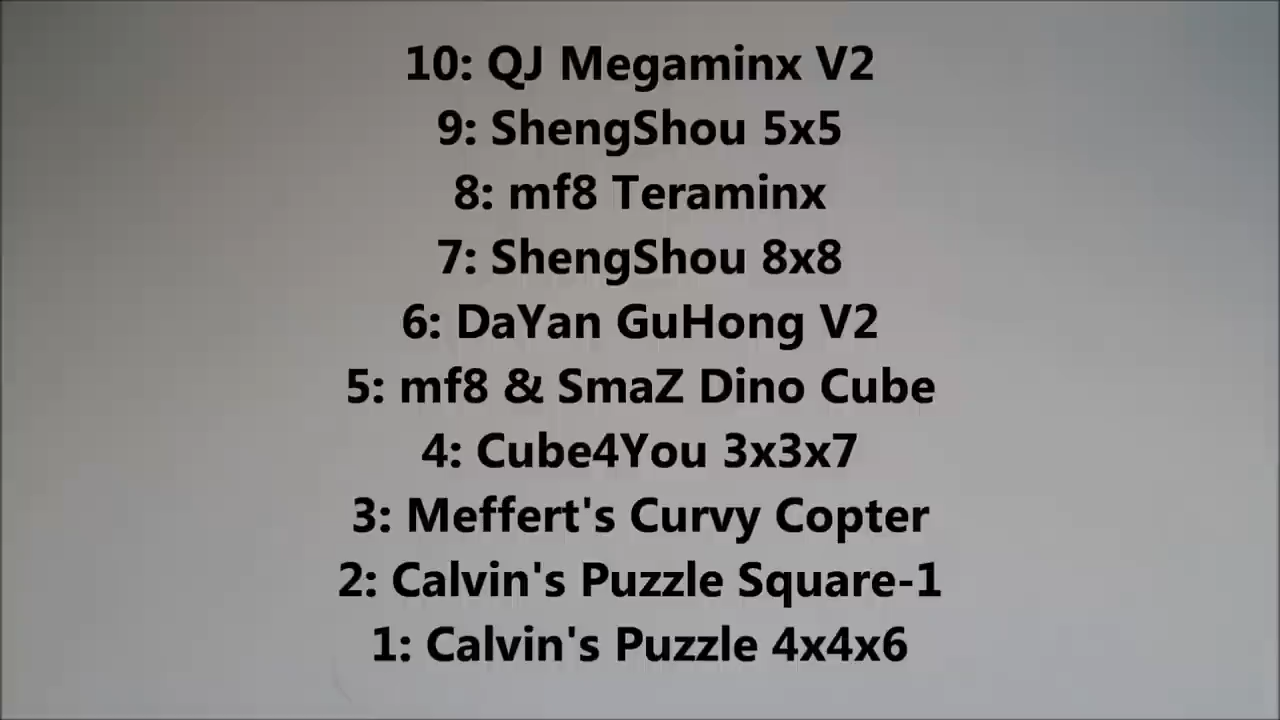 10: QJ Megaminx V2
9: ShengShou 5x5
8: mf8 Teraminx
7: ShengShou 8x8
6: DaYan GuHong V2
5: mf8 & SmaZ Dino Cube
4: Cube4You 3x3x7
3: Meffert's Curvy Copter
2: Calvin's Puzzle Square-1
1: Calvin's Puzzle 4x4x6